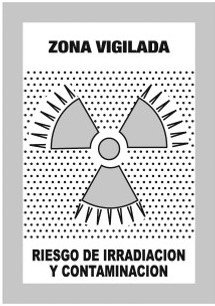 ZONA VIGILADA
RIESGO DE IRRADIACION
Y CONTAMINACION